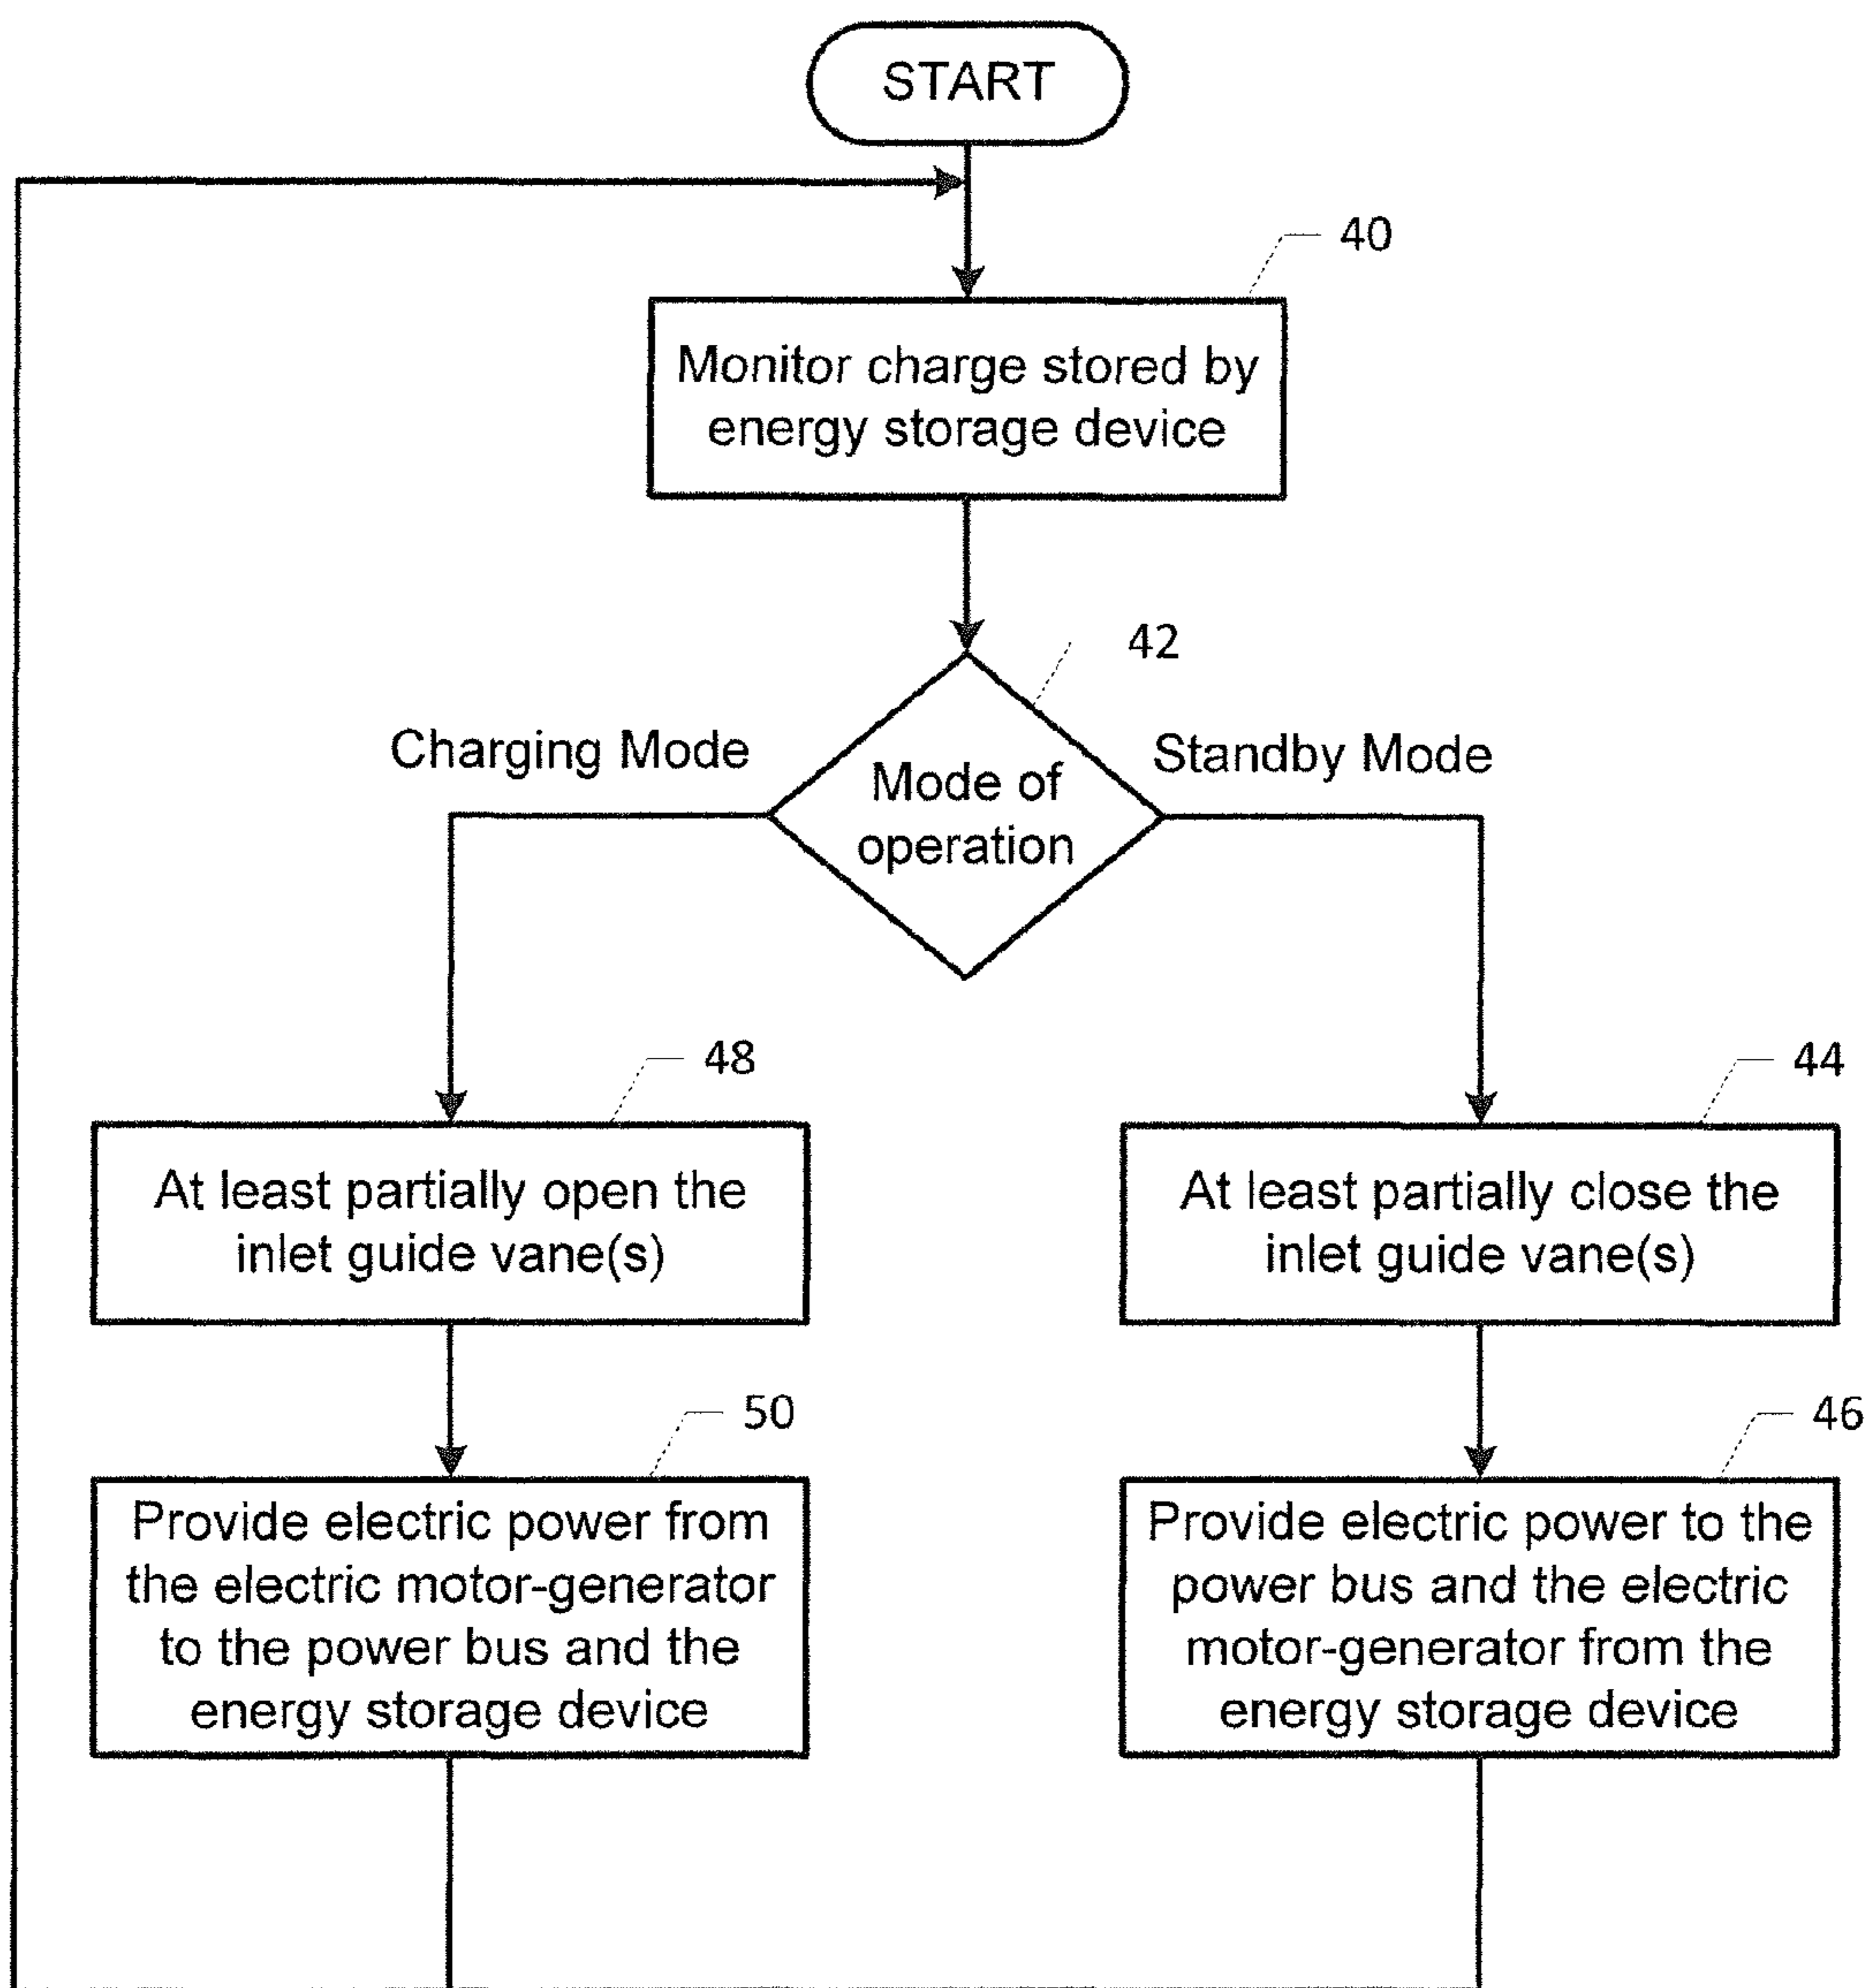 START
40
Monitor charge stored by
energy storage device
42
Charging Mode
Standby Mode
Mode of
operation
48
44
At least partially open the
inlet guide vane(s)
At least partially close the
inlet guide vane(s)
50
46
Provide electric power from
the electric motor-generator
to the power bus and the
energy storage device
Provide electric power to the
power bus and the electric
motor-generator from the
energy storage device